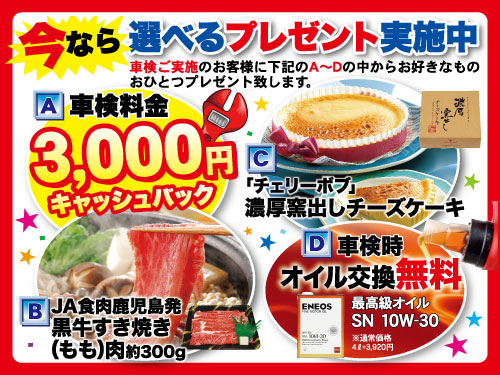 今なら
選べるプレゼント実施中
車検ご実施のお客様に下記のA〜Dの中からお好きなもの
おひとつプレゼント致します。
A 車検料金
3,000円
キャッシュバック
C
「チェリーボブ」
濃厚窯出しチーズケーキ
B JA食肉鹿児島発
黒牛すき焼き
(もも)肉約300g
D 車検時
オイル交換無料
ENEOS
10W-30
最高級オイル
SN 10W-30
※通常価格
4ℓ=3,920円